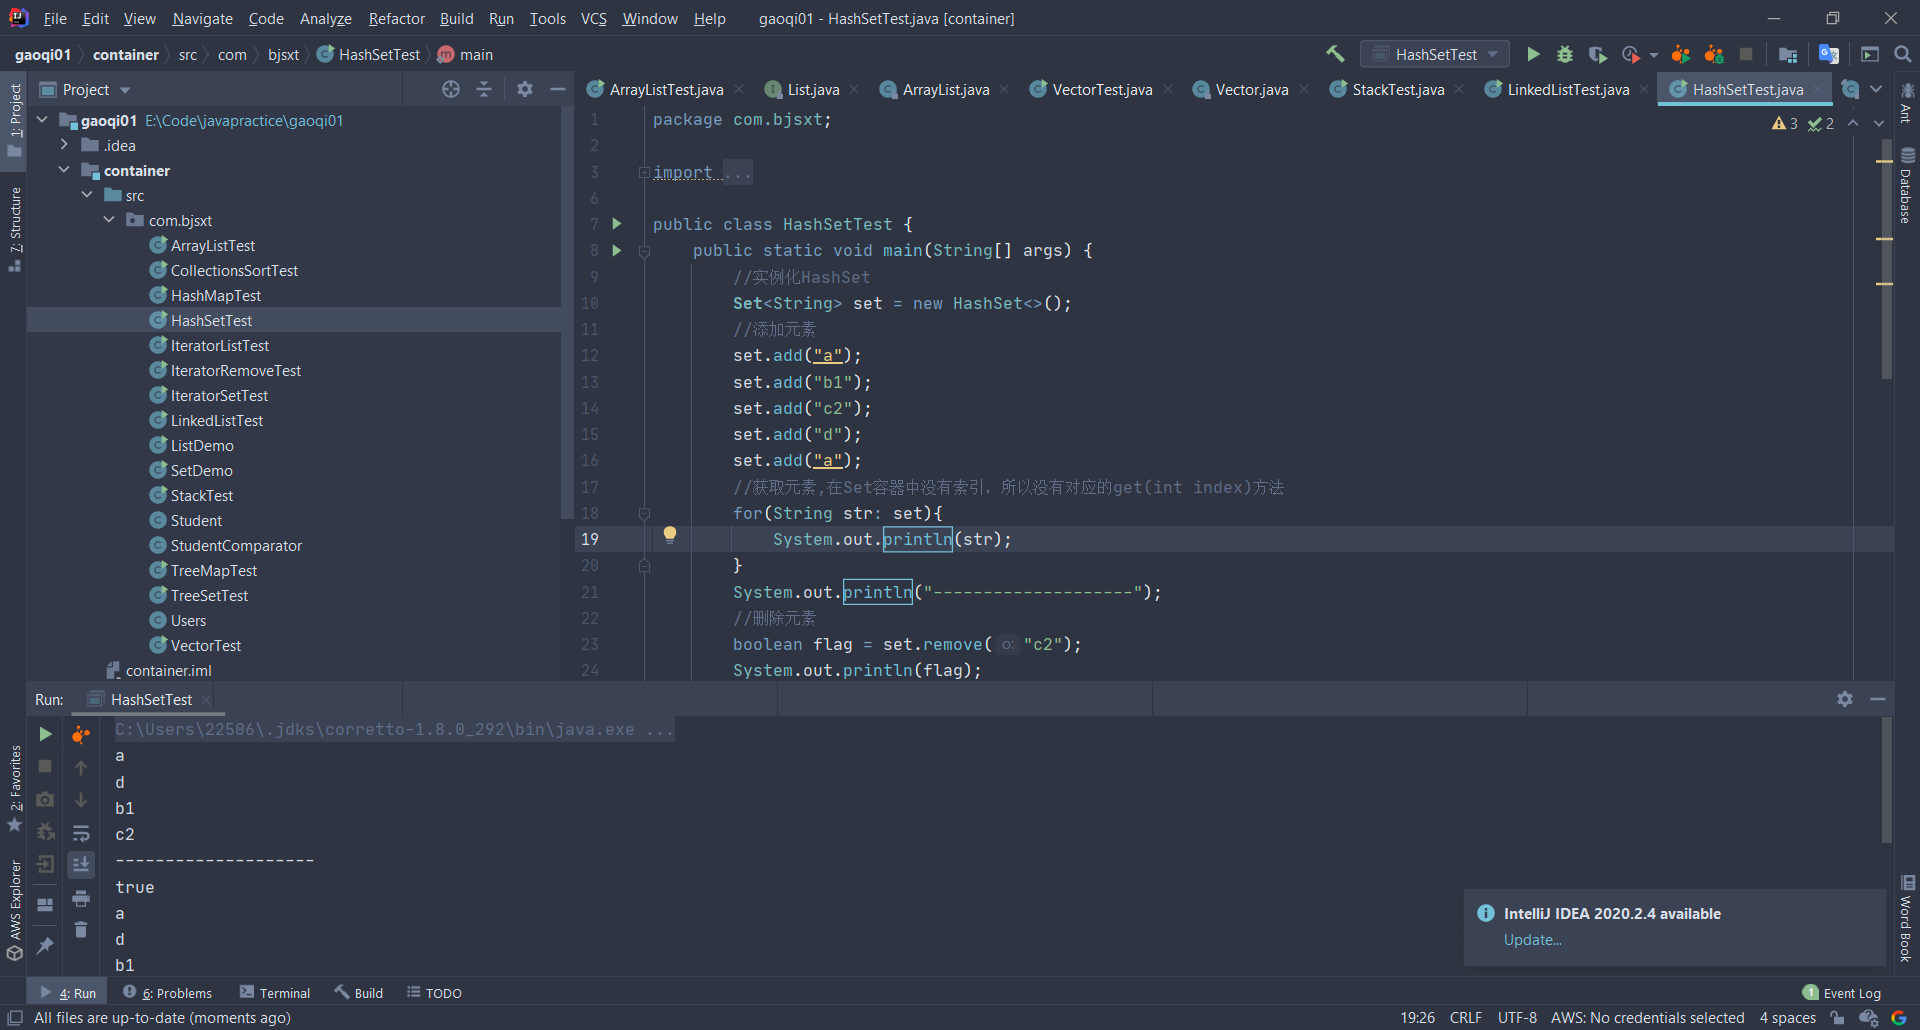 File Edit View Navigate Code Analyze Refactor Build Run Tools VCS Window Help gaoqi01 - HashSetTest.java [container]
gaoqi01 container src com bjsxt HashSetTest main HashSetTest
Project
ArrayListTest.java List.java ArrayList.java VectorTest.java Vector.java StackTest.java LinkedListTest.java HashSetTest.java
1: Project
7: Structure
2: Favorites
AWS Explorer
gaoqi01 E:\Code\javapractice\gaoqi01
.idea
container
src
com.bjsxt
ArrayListTest
CollectionsSortTest
HashMapTest
HashSetTest
IteratorListTest
IteratorRemoveTest
IteratorSetTest
LinkedListTest
ListDemo
SetDemo
StackTest
Student
StudentComparator
TreeMapTest
TreeSetTest
Users
VectorTest
container.iml
3 2
1 package com.bjsxt;
2
3 import ...
6
7 public class HashSetTest {
8 public static void main(String[] args) {
9 //实例化HashSet
10 Set<String> set = new HashSet<>();
11 //添加元素
12 set.add("a");
13 set.add("b1");
14 set.add("c2");
15 set.add("d");
16 set.add("a");
17 //获取元素,在Set容器中没有索引，所以没有对应的get(int index)方法
18 for(String str: set){
19 System.out.println(str);
20 }
21 System.out.println("--------------------");
22 //删除元素
23 boolean flag = set.remove( o: "c2");
24 System.out.println(flag);
Ant
Database
Word Book
Run: HashSetTest
C:\Users\22506\.jdks\corretto-1.8.0_292\bin\java.exe ...
a
d
b1
c2
--------------------
true
a
d
b1
IntelliJ IDEA 2020.2.4 available
Update...
4: Run 6: Problems Terminal Build TODO 1 Event Log
All files are up-to-date (moments ago) 19:26 CRLF UTF-8 AWS: No credentials selected 4 spaces